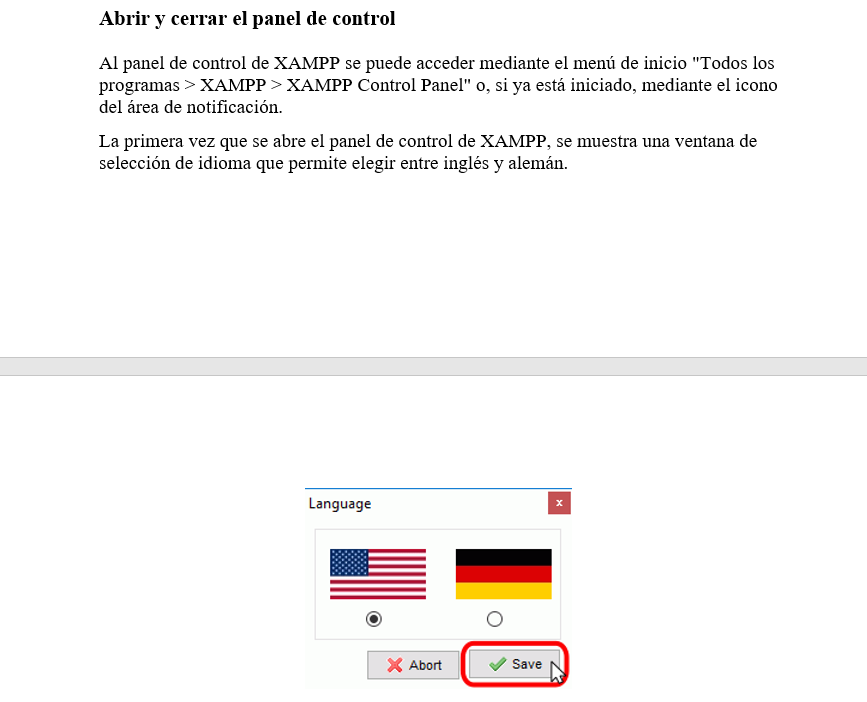 Abrir y cerrar el panel de control
Al panel de control de XAMPP se puede acceder mediante el menú de inicio "Todos los
programas > XAMPP > XAMPP Control Panel" o, si ya está iniciado, mediante el icono
del área de notificación.
La primera vez que se abre el panel de control de XAMPP, se muestra una ventana de
selección de idioma que permite elegir entre inglés y alemán.
Language
x
Abort
Save